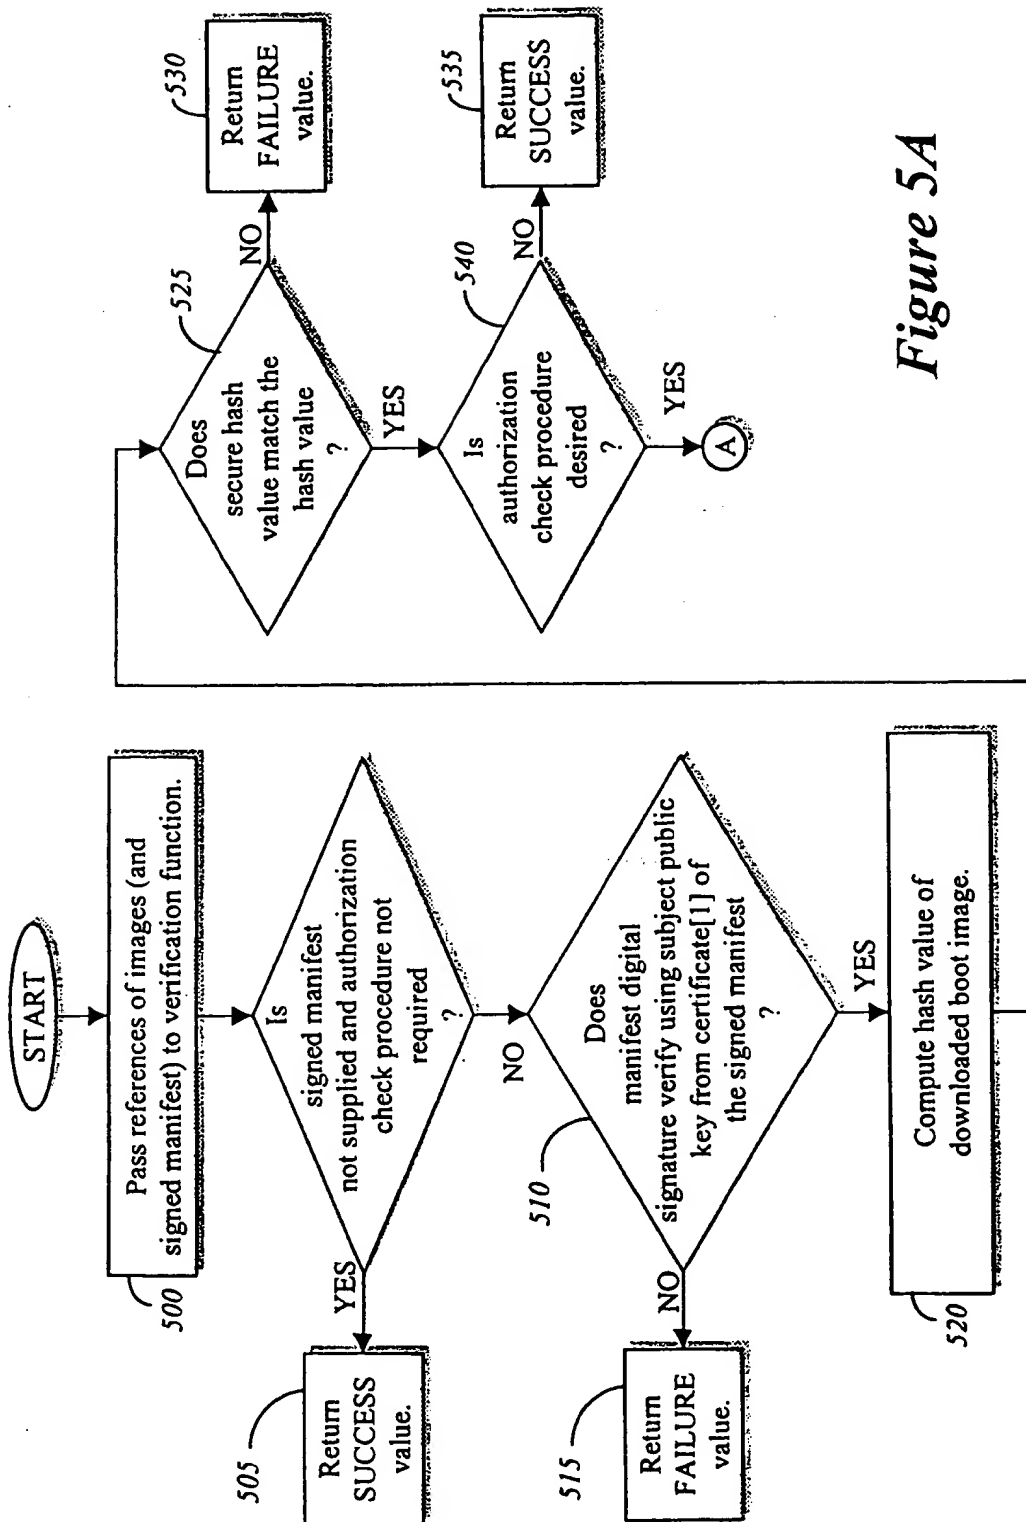 START
Pass references of images (and
signed manifest) to verification function.
500
Is
signed manifest
not supplied and authorization
check procedure not
required
?
YES
505
Return
SUCCESS
value.
NO
510
Does
manifest digital
signature verify using subject public
key from certificate[1] of
the signed manifest
?
NO
515
Return
FAILURE
value.
YES
Compute hash value of
downloaded boot image.
520
525
Does
secure hash
value match the
hash value
?
NO
530
Return
FAILURE
value.
YES
540
Is
authorization
check procedure
desired
?
NO
535
Return
SUCCESS
value.
YES
A
Figure 5A